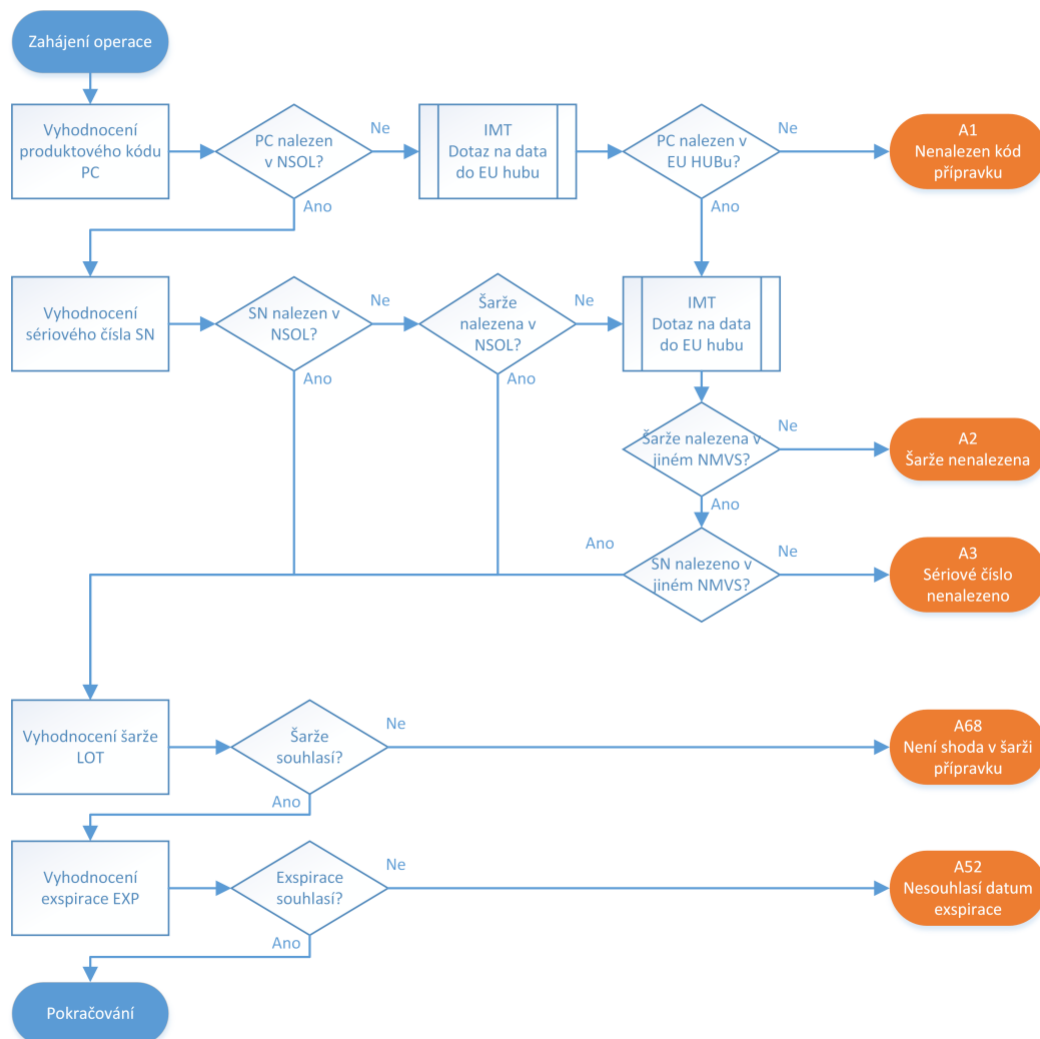 Zahájení operace
Vyhodnocení
produktového kódu
PC
PC nalezen
v NSOL?
Ne
Ano
IMT
Dotaz na data
do EU hubu
PC nalezen v
EU HUBu?
Ne
Ano
A1
Nenalezen kód
přípravku
Vyhodnocení
sériového čísla SN
SN nalezen v
NSOL?
Ne
Ano
Šarže
nalezena v
NSOL?
Ne
Ano
IMT
Dotaz na data
do EU hubu
Šarže nalezena v
jiném NMVS?
Ne
Ano
A2
Šarže nenalezena
SN nalezeno v
jiném NMVS?
Ano
Ne
A3
Sériové číslo
nenalezeno
Vyhodnocení šarže
LOT
Šarže
souhlasí?
Ne
Ano
A68
Není shoda v šarži
přípravku
Vyhodnocení
exspirace EXP
Exspirace
souhlasí?
Ne
Ano
A52
Nesouhlasí datum
exspirace
Pokračování